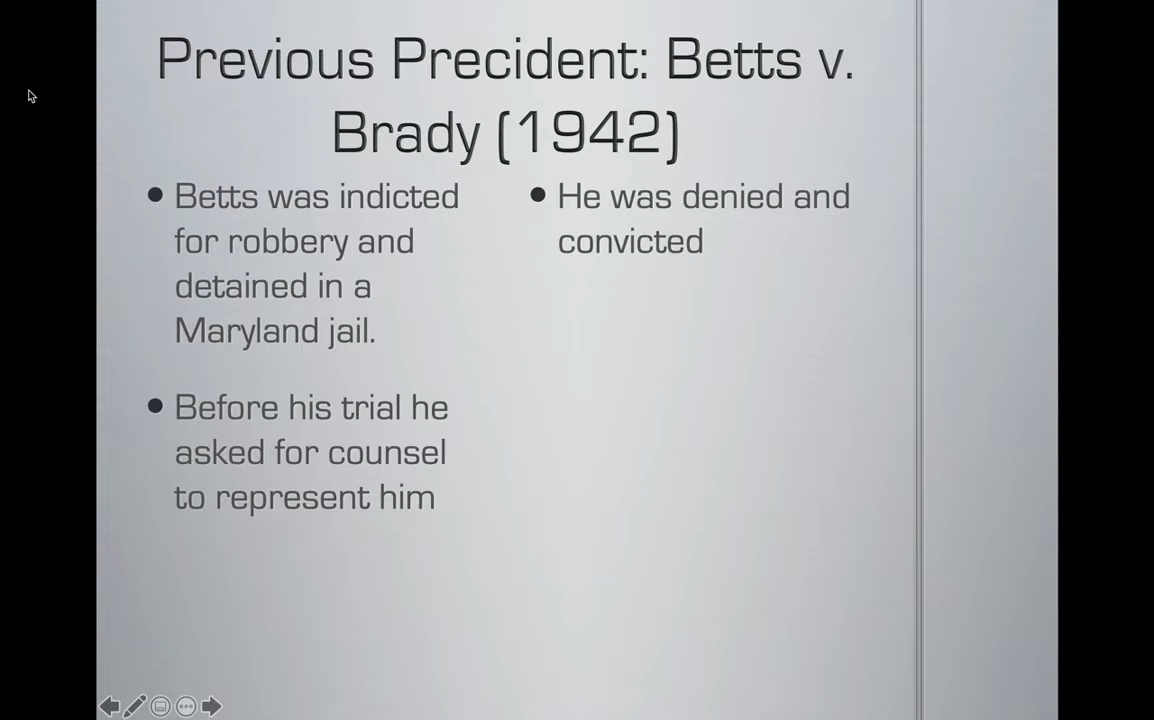 Previous Precident: Betts v.
Brady (1942)
• Betts was indicted
for robbery and
detained in a
Maryland jail.
• Before his trial he
asked for counsel
to represent him
• He was denied and
convicted